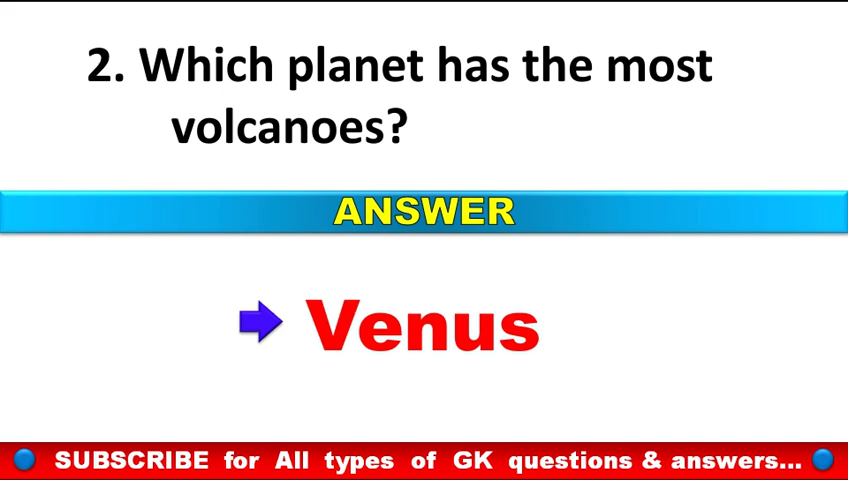 2. Which planet has the most
volcanoes?
ANSWER
Venus
SUBSCRIBE for All types of GK questions & answers...